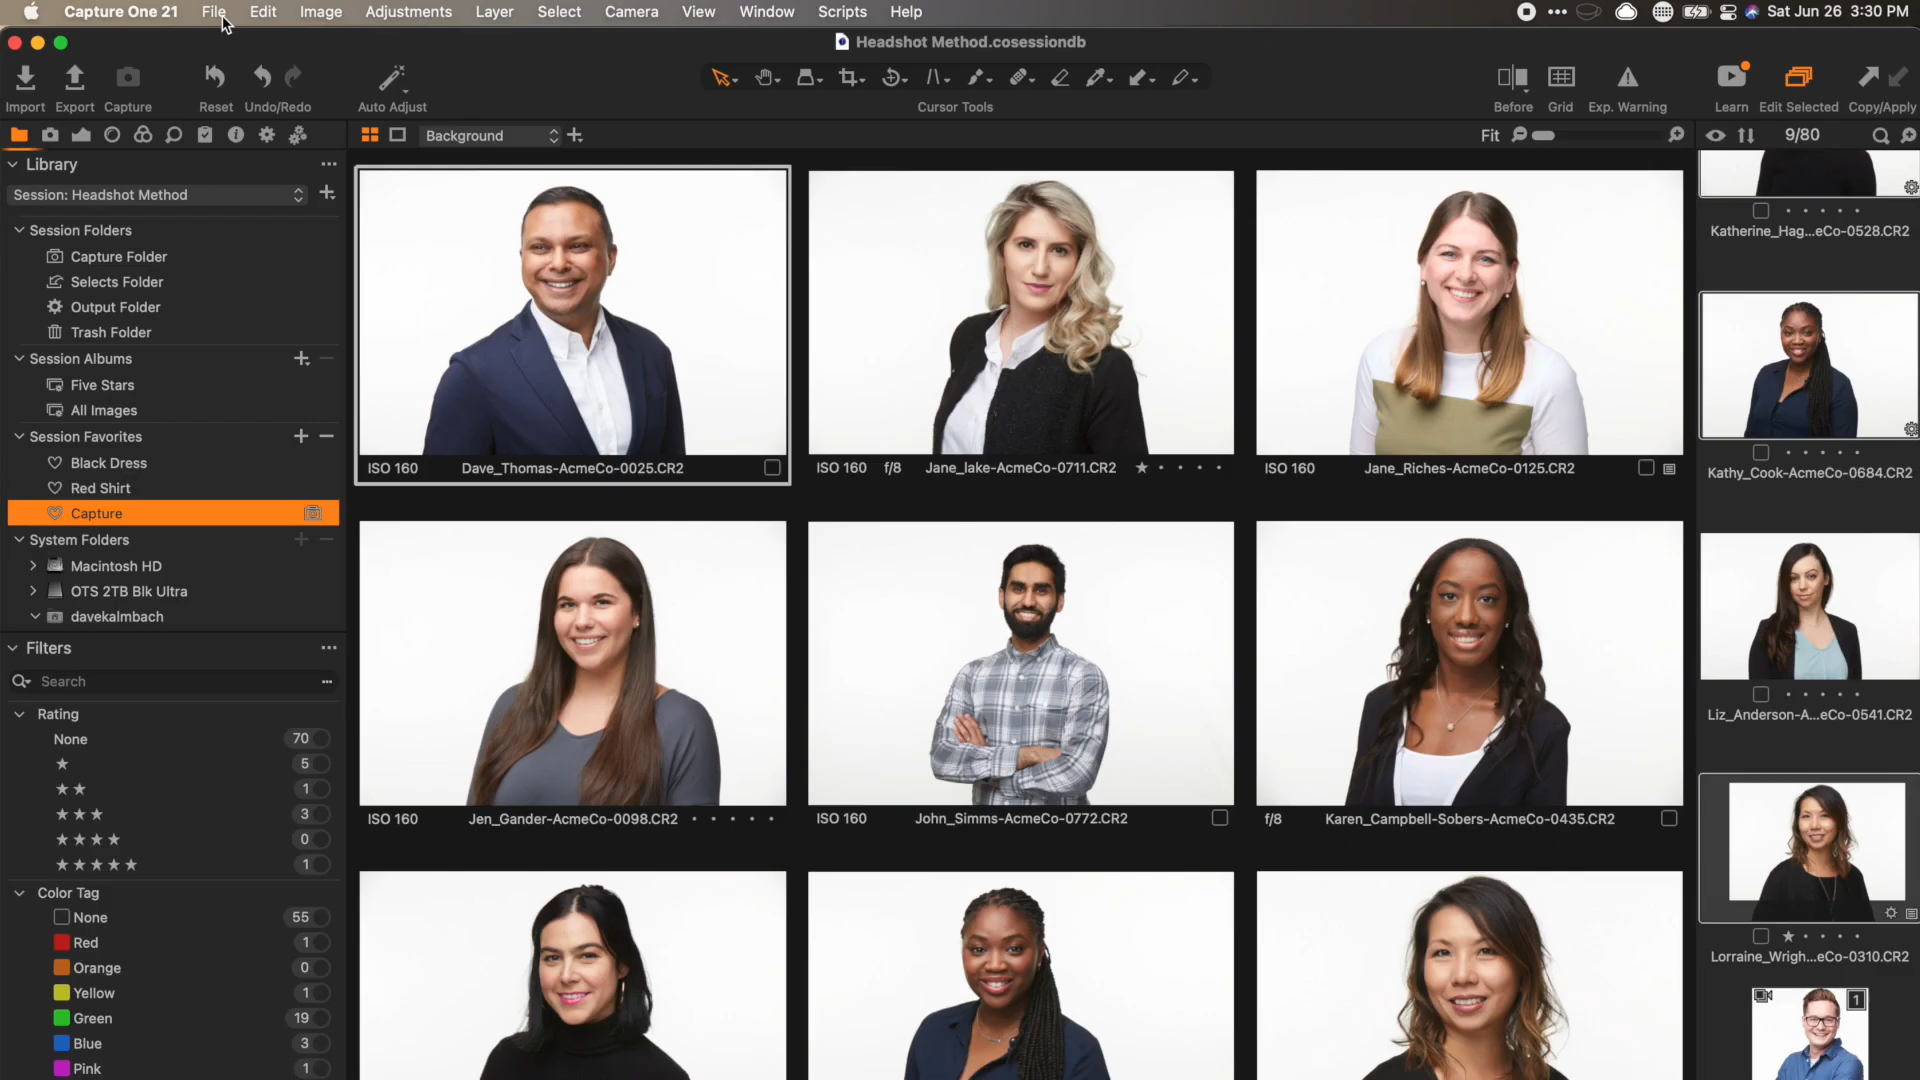 Capture One 21 File Edit Image Adjustments Layer Select Camera View Window Scripts Help Sat Jun 26 3:30 PM
Headshot Method.cosessiondb
Import Export Capture Reset Undo/Redo Auto Adjust Cursor Tools Before Grid Exp. Warning Learn Edit Selected Copy/Apply
Background Fit 9/80
Library
Session: Headshot Method
Session Folders
Capture Folder
Selects Folder
Output Folder
Trash Folder
Session Albums
Five Stars
All Images
Session Favorites
Black Dress
Red Shirt
Capture
System Folders
Macintosh HD
OTS 2TB Blk Ultra
davekalmbach
Filters
Search
Rating
None 70
5
1
3
0
1
Color Tag
None 55
Red 1
Orange 0
Yellow 1
Green 19
Blue 3
Pink 1
ISO 160 Dave_Thomas-AcmeCo-0025.CR2
ISO 160 f/8 Jane_lake-AcmeCo-0711.CR2
ISO 160 Jane_Riches-AcmeCo-0125.CR2
ISO 160 Jen_Gander-AcmeCo-0098.CR2
ISO 160 John_Simms-AcmeCo-0772.CR2
f/8 Karen_Campbell-Sobers-AcmeCo-0435.CR2
Katherine_Hag...eCo-0528.CR2
Kathy_Cook-AcmeCo-0684.CR2
Liz_Anderson-A...eCo-0541.CR2
Lorraine_Wrigh...eCo-0310.CR2
1